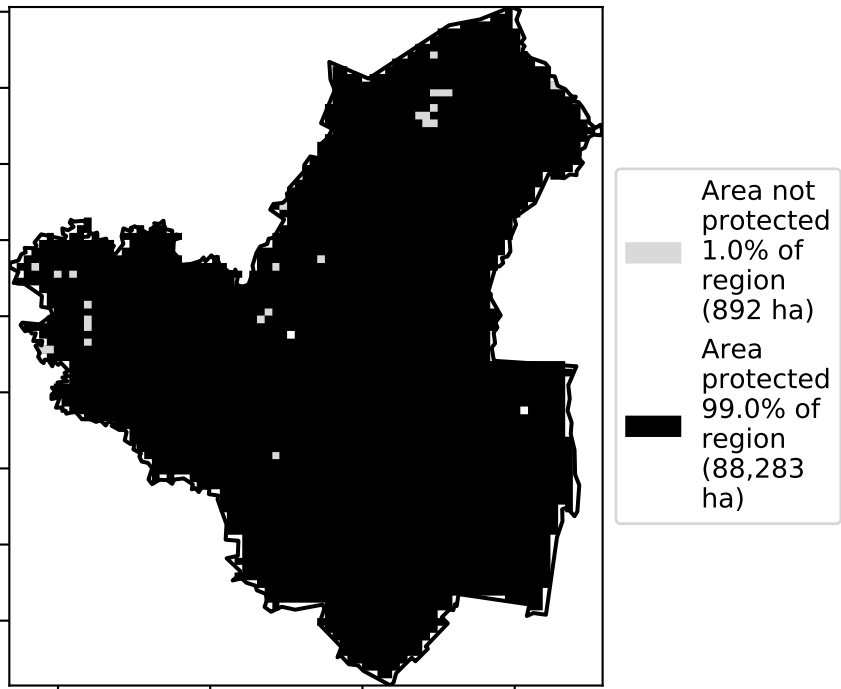 Area not
protected
1.0% of
region
(892 ha)
Area
protected
99.0% of
region
(88,283
ha)